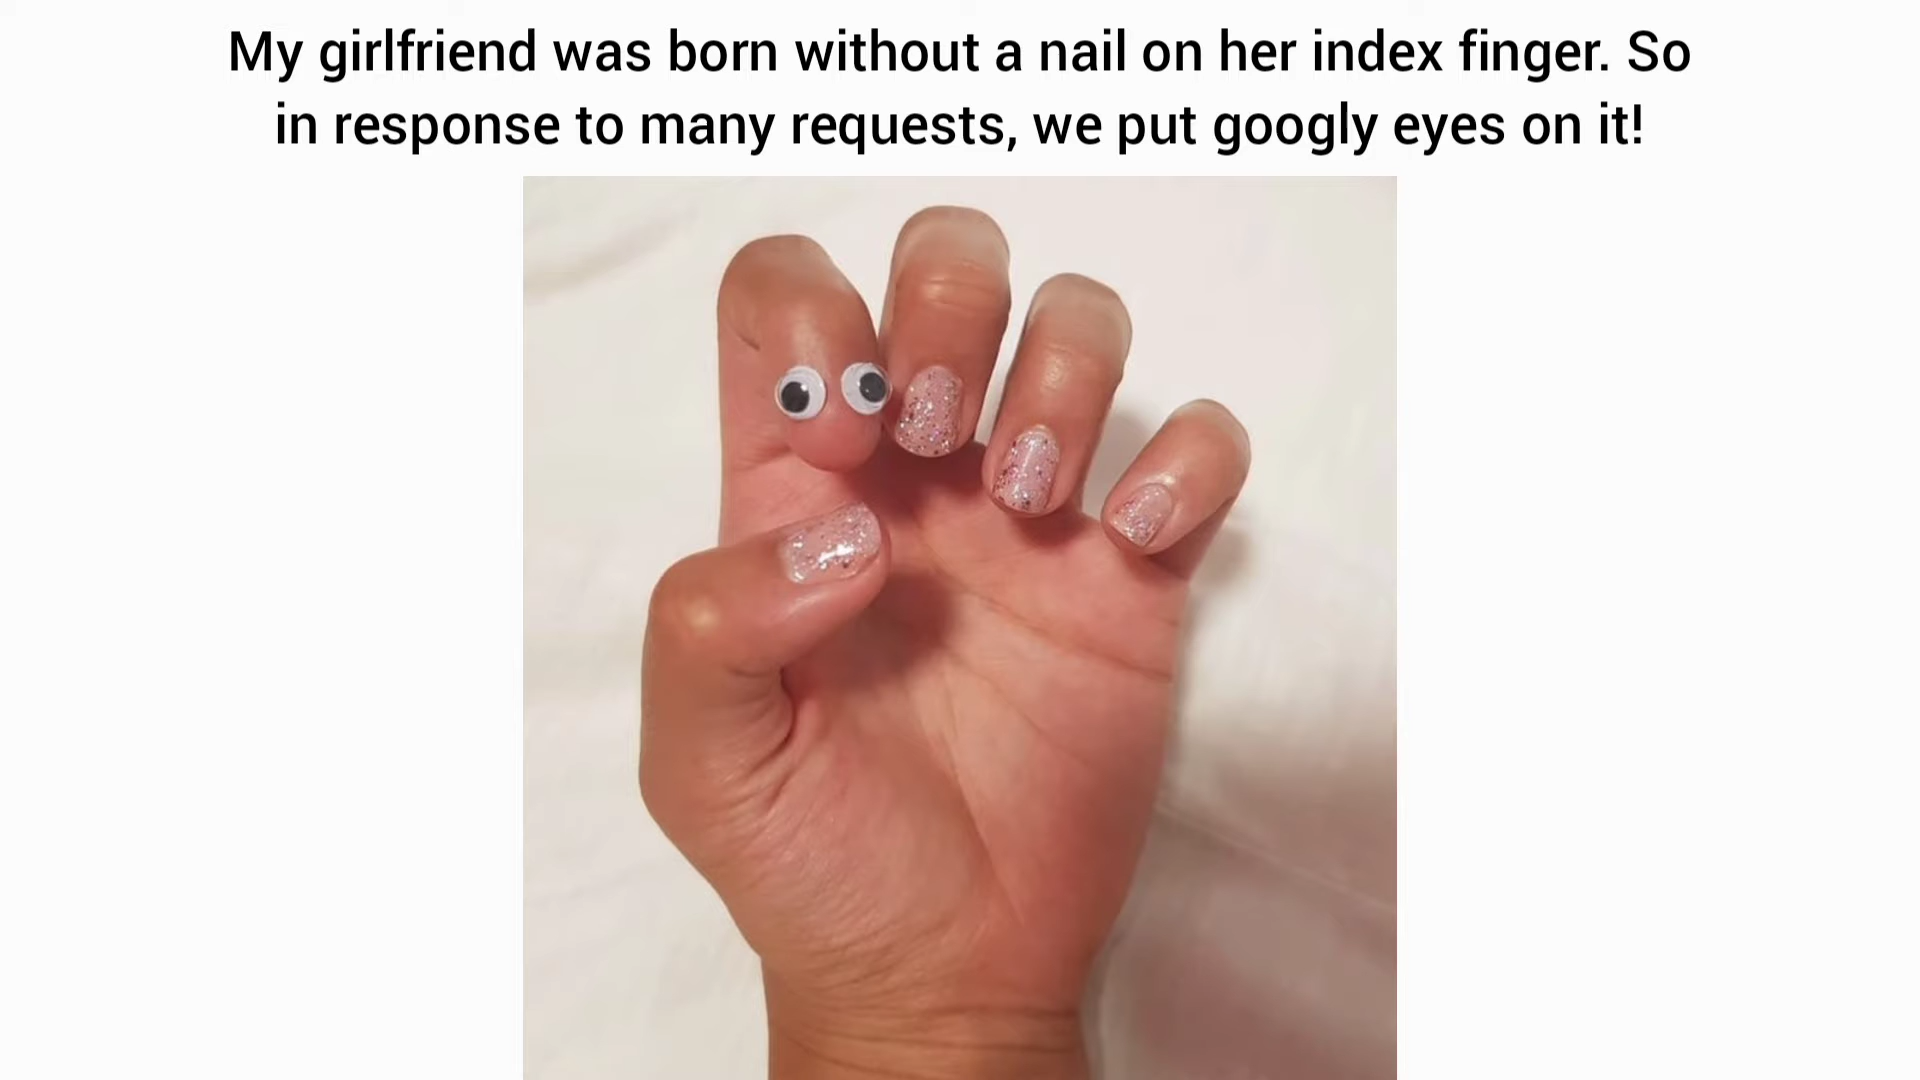 My girlfriend was born without a nail on her index finger. So
in response to many requests, we put googly eyes on it!